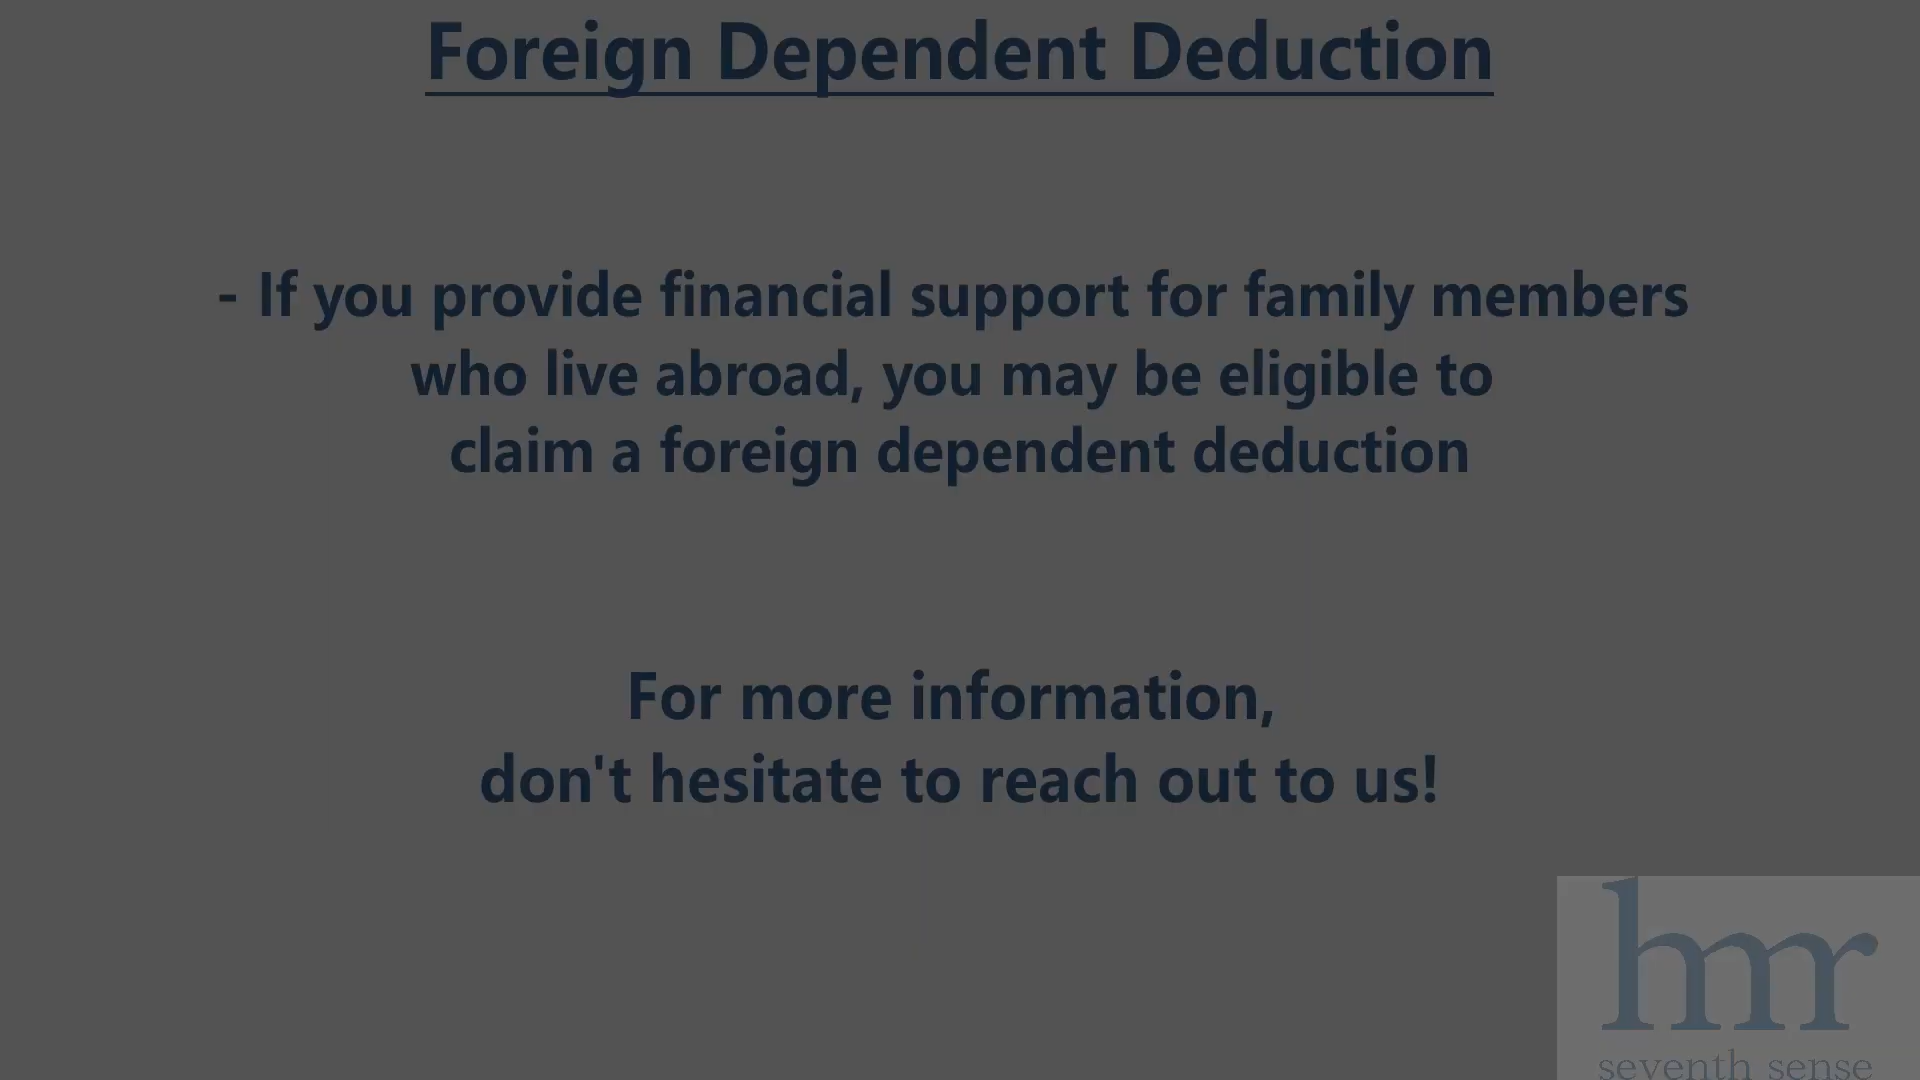 Foreign Dependent Deduction
- If you provide financial support for family members
who live abroad, you may be eligible to
claim a foreign dependent deduction
For more information,
don't hesitate to reach out to us!
hmr
seventh sense